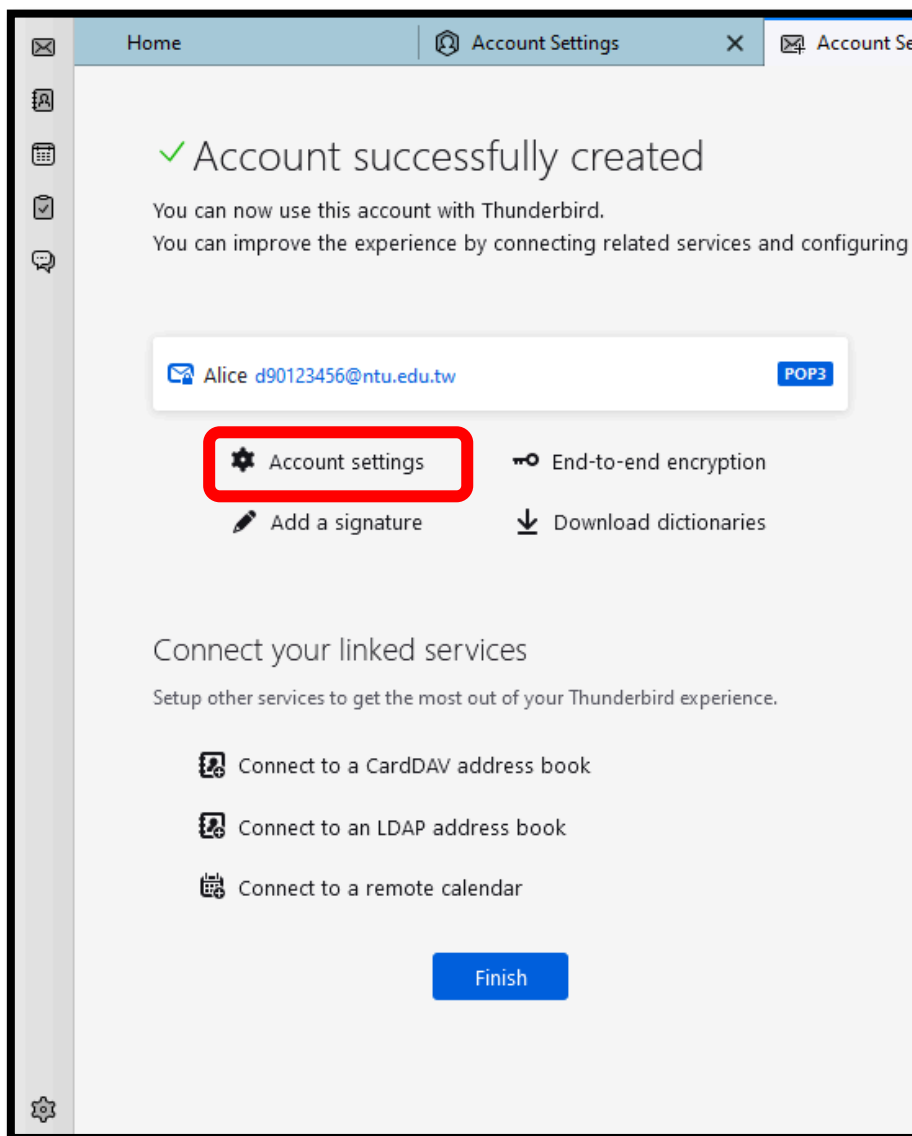 Home
Account Settings
Account Se
Account successfully created
You can now use this account with Thunderbird.
You can improve the experience by connecting related services and configuring
Alice d90123456@ntu.edu.tw
POP3
Account settings
End-to-end encryption
Add a signature
Download dictionaries
Connect your linked services
Setup other services to get the most out of your Thunderbird experience.
Connect to a CardDAV address book
Connect to an LDAP address book
Connect to a remote calendar
Finish